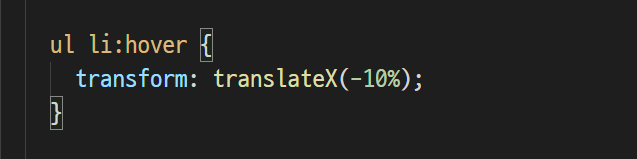 ul li:hover {
  transform: translateX(-10%);
}